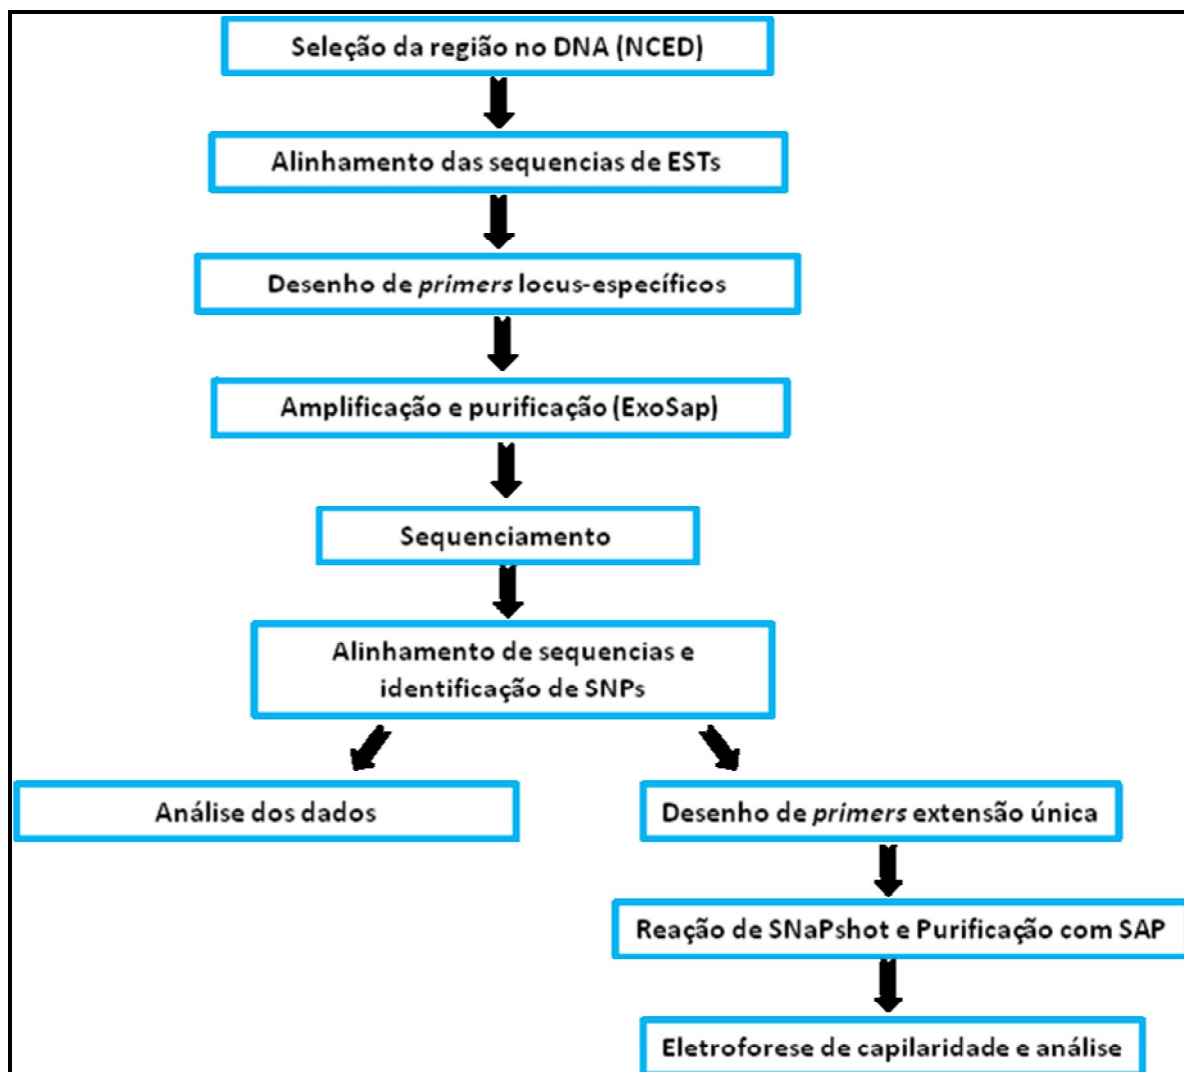 Seleção da região no DNA (NCED)
Alinhamento das sequencias de ESTs
Desenho de primers locus-específicos
Amplificação e purificação (ExoSap)
Sequenciamento
Alinhamento de sequencias e
identificação de SNPs
Análise dos dados
Desenho de primers extensão única
Reação de SNaPshot e Purificação com SAP
Eletroforese de capilaridade e análise